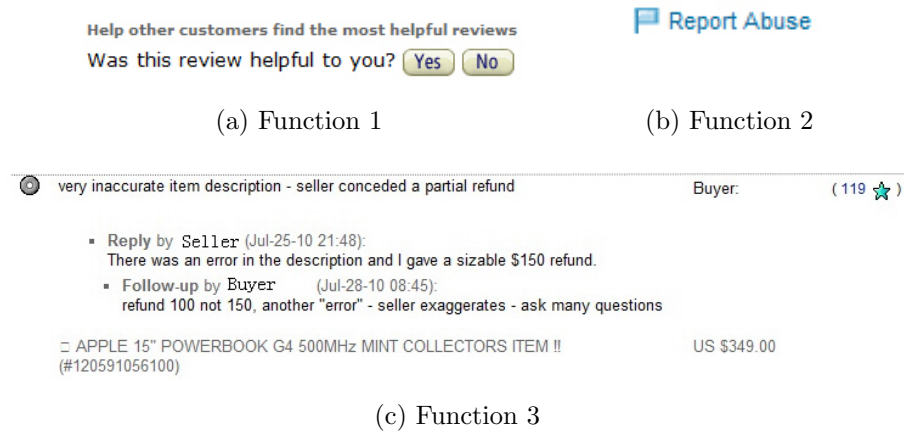 Help other customers find the most helpful reviews
Was this review helpful to you? Yes No
Report Abuse
(a) Function 1
(b) Function 2
very inaccurate item description - seller conceded a partial refund Buyer: ( 119 )
Reply by Seller (Jul-25-10 21:48):
There was an error in the description and I gave a sizable $150 refund.
Follow-up by Buyer (Jul-28-10 08:45):
refund 100 not 150, another "error" - seller exaggerates - ask many questions
APPLE 15" POWERBOOK G4 500MHz MINT COLLECTORS ITEM !! US $349.00
(#120591056100)
(c) Function 3